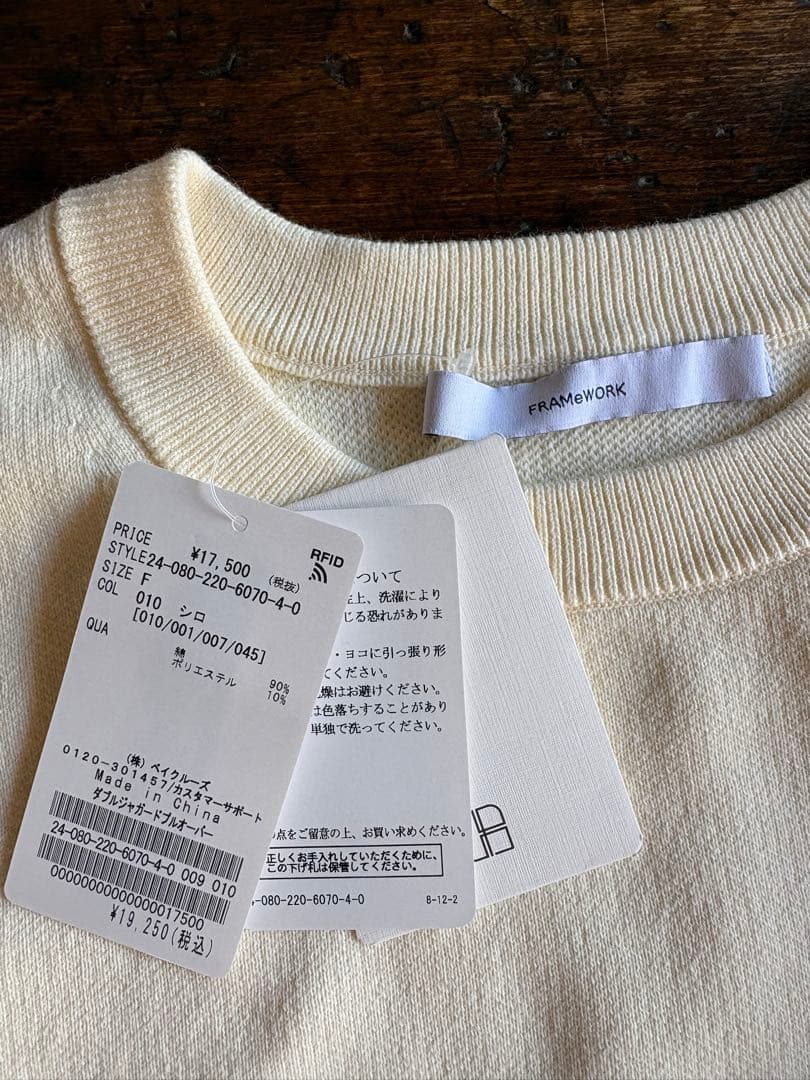 FRAMeWORK
PRICE ¥17,500 (税抜)
RFID
STYLE24-080-220-6070-4-0
SIZE F
COL 010 シロ
[010/001/007/045]
QUA 綿 90%
ポリエステル 10%
(株)ベイクルーズ
0120-301457/カスタマーサポート
Made in China
ダブルジャガードプルオーバー
24-080-220-6070-4-0 009 010
00000000000000017500
¥19,250(税込)
ついて
上、洗濯により
じる恐れがありま
・ヨコに引っ張り形
てください。
燥はお避けください。
は色落ちすることがあり
単独で洗ってください。
点をご留意の上、お買い求めください。
正しくお手入れしていただくために、
この下げ札は保管してください。
-080-220-6070-4-0 8-12-2